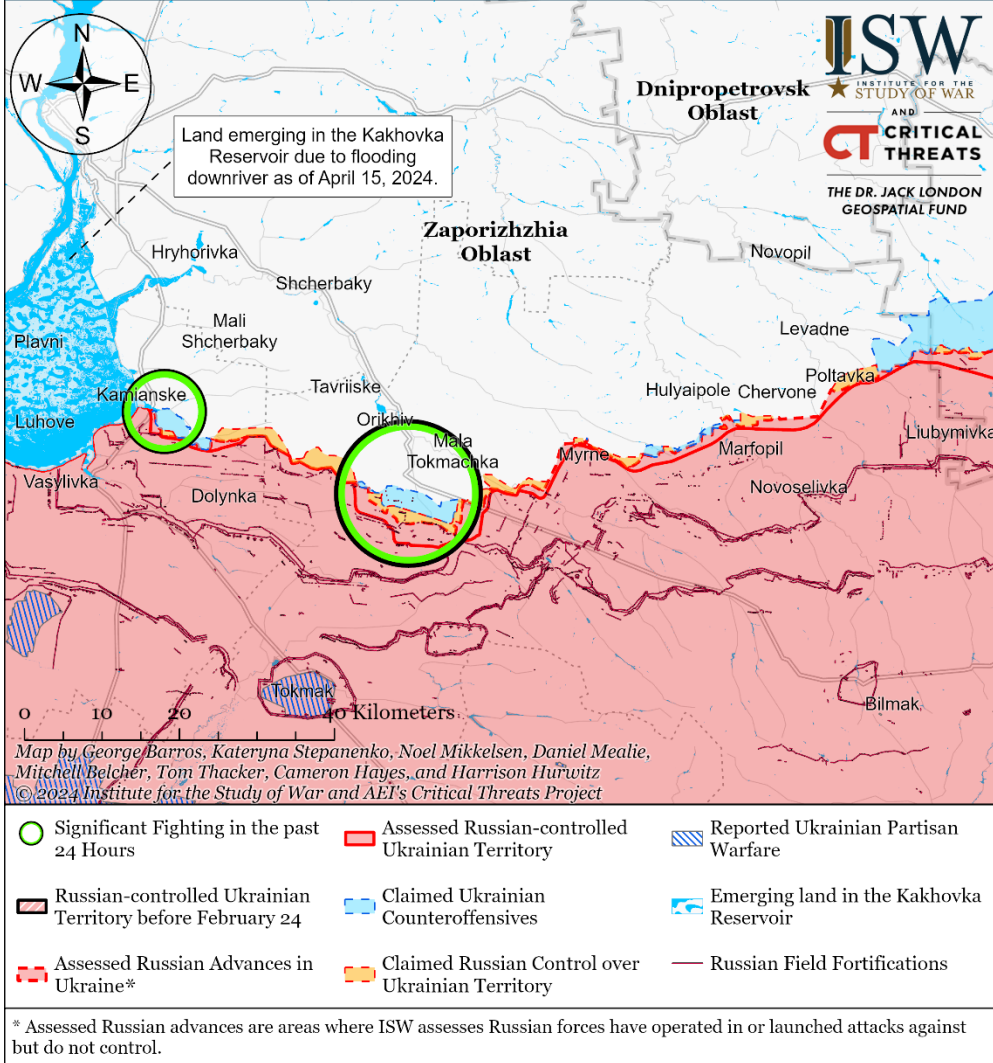 N
W E
S
ISW
INSTITUTE FOR THE
STUDY OF WAR
AND
CT CRITICAL
THREATS
THE DR. JACK LONDON
GEOSPATIAL FUND
Dnipropetrovsk
Oblast
Land emerging in the Kakhovka
Reservoir due to flooding
downriver as of April 15, 2024.
Zaporizhzhia
Oblast
Hryhorivka
Novopil
Shcherbaky
Mali
Shcherbaky
Levadne
Plavni
Poltavka
Tavriiske
Hulyaipole
Chervone
Kamianske
Orikhiv
Luhove
Mala
Tokmachka
Liubymivka
Myrne
Marfopil
Vasylivka
Dolynka
Novoselivka
Tokmak
Bilmak
0 10 20 40 Kilometers
Map by George Barros, Kateryna Stepanenko, Noel Mikkelsen, Daniel Mealie,
Mitchell Belcher, Tom Thacker, Cameron Hayes, and Harrison Hurwitz
© 2024 Institute for the Study of War and AEI's Critical Threats Project
Significant Fighting in the past
24 Hours
Assessed Russian-controlled
Ukrainian Territory
Reported Ukrainian Partisan
Warfare
Russian-controlled Ukrainian
Territory before February 24
Claimed Ukrainian
Counteroffensives
Emerging land in the Kakhovka
Reservoir
Assessed Russian Advances in
Ukraine*
Claimed Russian Control over
Ukrainian Territory
Russian Field Fortifications
* Assessed Russian advances are areas where ISW assesses Russian forces have operated in or launched attacks against
but do not control.